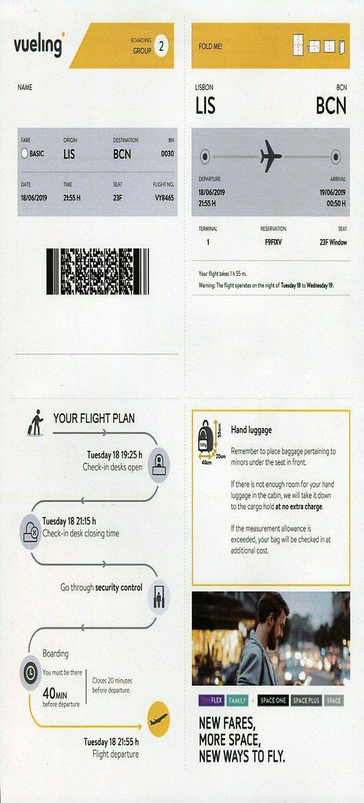 vueling
BOARDING
GROUP 2
NAME
FARE ORIGIN DESTINATION BN
BASIC LIS BCN 0030
DATE TIME SEAT FLIGHT NO.
18/06/2019 21:55 H 23F VY8465
FOLD ME!
LISBON BCN
LIS BCN
DEPARTURE ARRIVAL
18/06/2019 19/06/2019
21:55 H 00:50 H
TERMINAL RESERVATION SEAT
1 F9FIXV 23F Window
Your flight takes 1 h 55 m.
Warning: The flight operates on the night of Tuesday 18 to Wednesday 19.
YOUR FLIGHT PLAN
Tuesday 18 19:25 h
Check-in desks open
Tuesday 18 21:15 h
Check-in desk closing time
Go through security control
Boarding
You must be there
40MIN
before departure
Closes 20 minutes
before departure.
Tuesday 18 21:55 h
Flight departure
55cm
20cm
40cm
Hand luggage
Remember to place baggage pertaining to
minors under the seat in front.
If there is not enough room for your hand
luggage in the cabin, we will take it down
to the cargo hold at no extra charge.
If the measurement allowance is
exceeded, your bag will be checked in at
additional cost.
FLEX FAMILY + SPACE ONE SPACE PLUS SPACE
NEW FARES,
MORE SPACE,
NEW WAYS TO FLY.